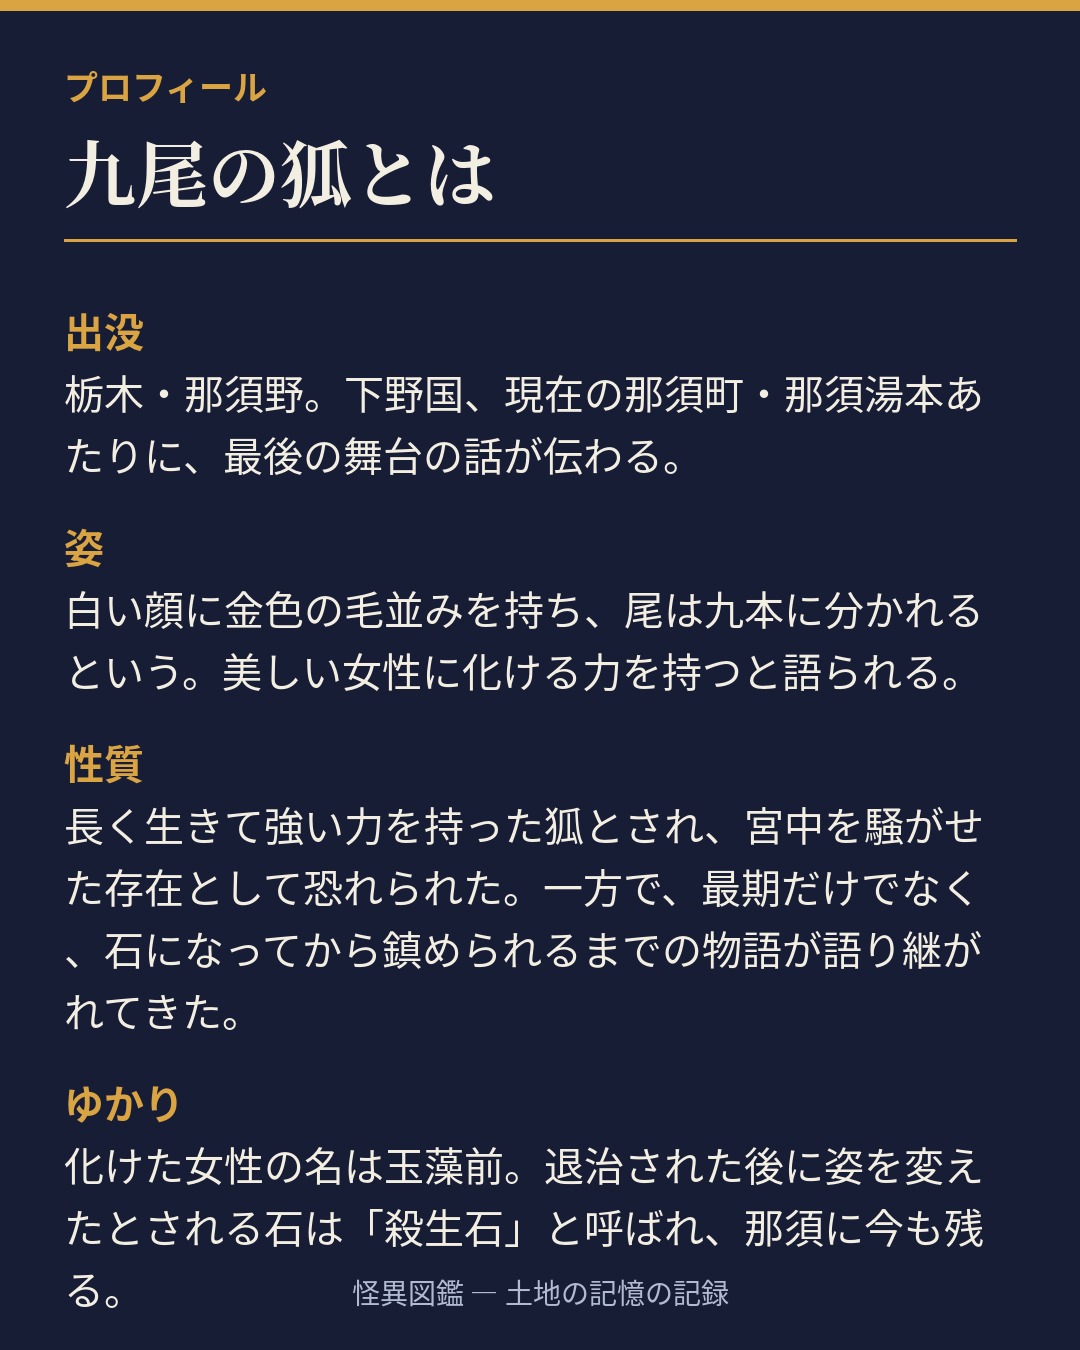 プロフィール
九尾の狐とは
出没
栃木・那須野。下野国、現在の那須町・那須湯本あ
たりに、最後の舞台の話が伝わる。
姿
白い顔に金色の毛並みを持ち、尾は九本に分かれる
という。美しい女性に化ける力を持つと語られる。
性質
長く生きて強い力を持った狐とされ、宮中を騒がせ
た存在として恐れられた。一方で、最期だけでなく
、石になってから鎮められるまでの物語が語り継が
れてきた。
ゆかり
化けた女性の名は玉藻前。退治された後に姿を変え
たとされる石は「殺生石」と呼ばれ、那須に今も残
る。
怪異図鑑 — 土地の記憶の記録